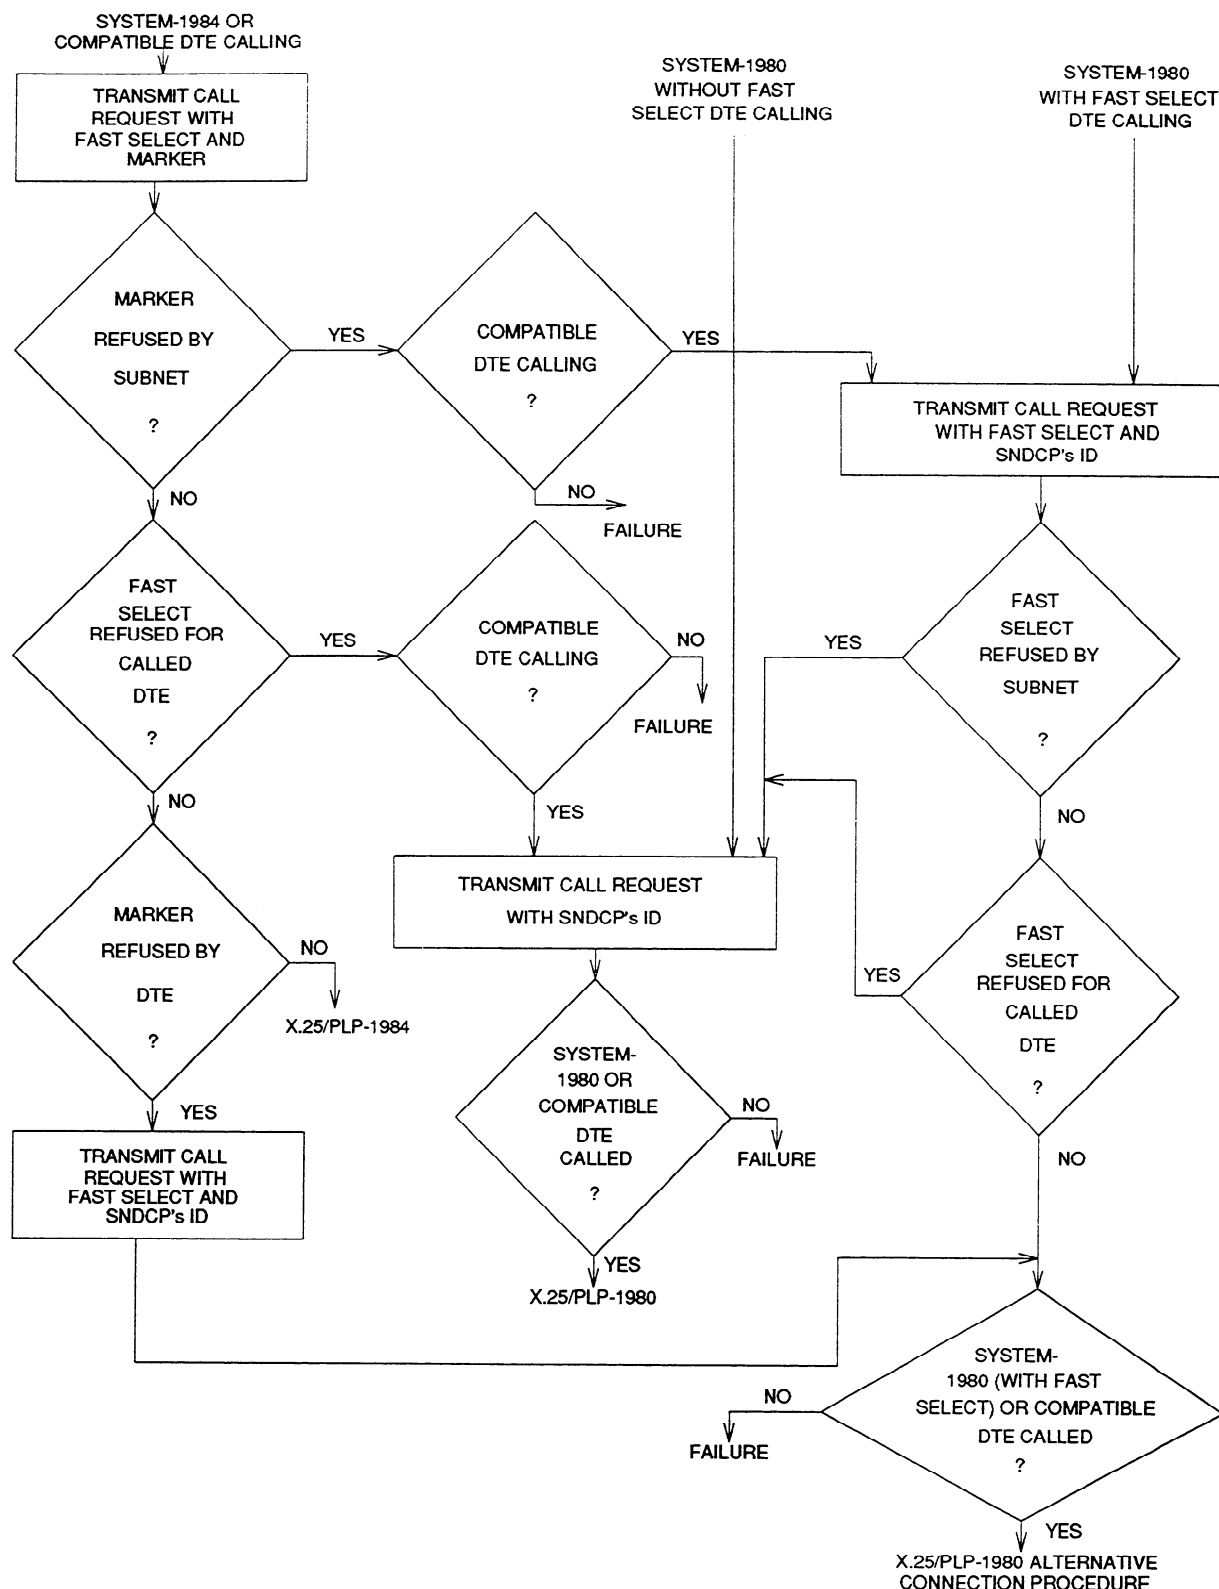 SYSTEM-1984 OR
COMPATIBLE DTE CALLING
TRANSMIT CALL
REQUEST WITH
FAST SELECT AND
MARKER
SYSTEM-1980
WITHOUT FAST
SELECT DTE CALLING
SYSTEM-1980
WITH FAST SELECT
DTE CALLING
MARKER
REFUSED BY
SUBNET
?
YES
COMPATIBLE
DTE CALLING
?
YES
TRANSMIT CALL REQUEST
WITH FAST SELECT AND
SNDCP's ID
NO
NO
FAILURE
FAST
SELECT
REFUSED FOR
CALLED
DTE
?
YES
COMPATIBLE
DTE CALLING
?
NO
FAILURE
YES
FAST
SELECT
REFUSED BY
SUBNET
?
NO
YES
NO
MARKER
REFUSED BY
DTE
?
NO
X.25/PLP-1984
TRANSMIT CALL REQUEST
WITH SNDCP's ID
YES
FAST
SELECT
REFUSED FOR
CALLED
DTE
?
YES
SYSTEM-
1980 OR
COMPATIBLE
DTE
CALLED
?
NO
FAILURE
NO
TRANSMIT CALL
REQUEST WITH
FAST SELECT AND
SNDCP's ID
YES
X.25/PLP-1980
SYSTEM-
1980 (WITH FAST
SELECT) OR COMPATIBLE
DTE CALLED
?
NO
FAILURE
YES
X.25/PLP-1980 ALTERNATIVE
CONNECTION PROCEDURE